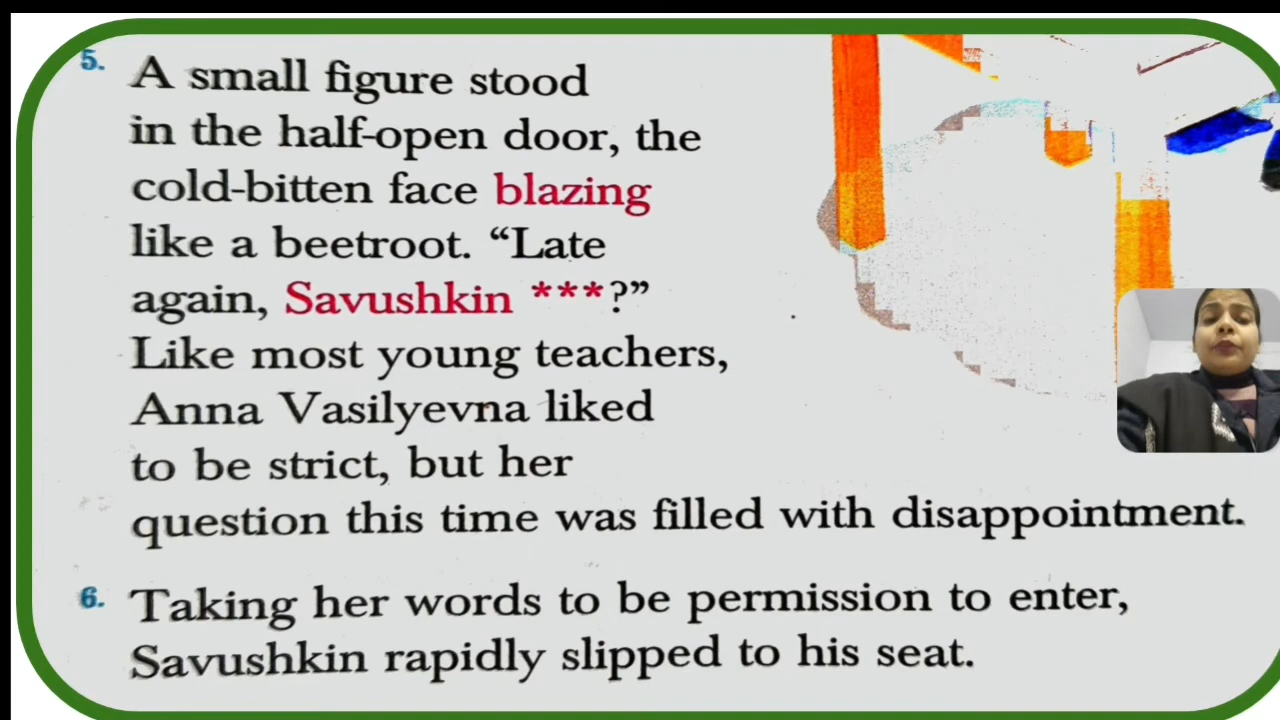 5. A small figure stood
in the half-open door, the
cold-bitten face blazing
like a beetroot. “Late
again, Savushkin ***?”
Like most young teachers,
Anna Vasilyevna liked
to be strict, but her
question this time was filled with disappointment.
6. Taking her words to be permission to enter,
Savushkin rapidly slipped to his seat.